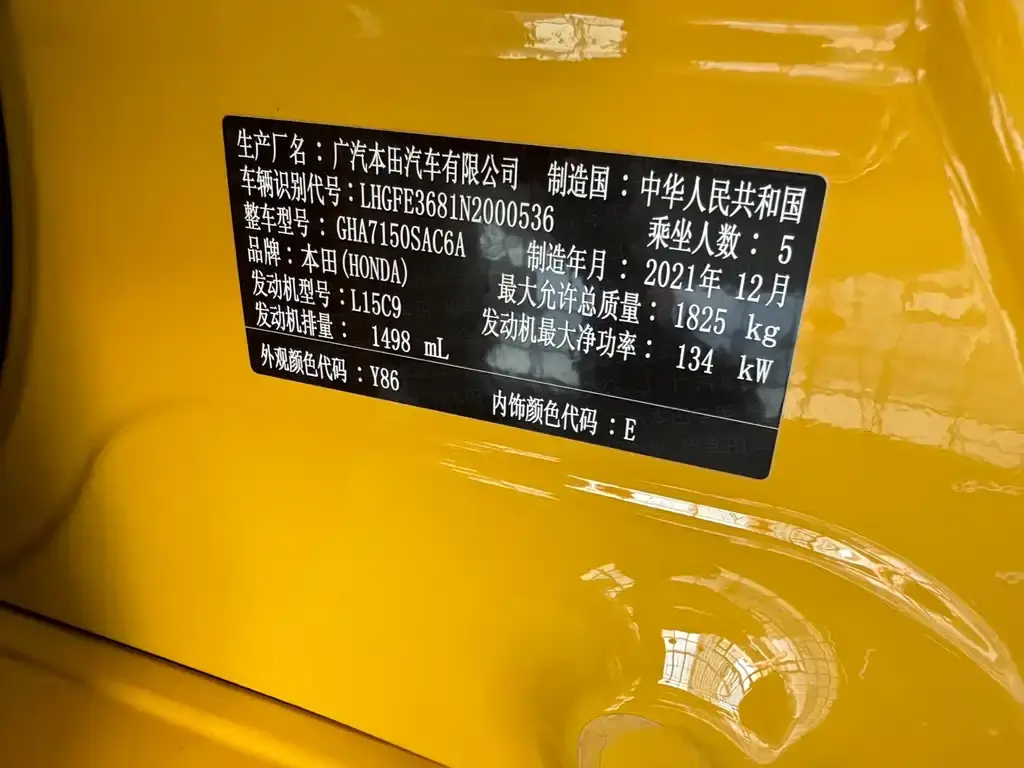 生产厂名：广汽本田汽车有限公司 制造国：中华人民共和国
车辆识别代号：LHGFE3681N2000536 乘坐人数：5
整车型号：GHA7150SAC6A 制造年月：2021年 12月
品牌：本田(HONDA) 最大允许总质量：1825 kg
发动机型号：L15C9 发动机最大净功率：134 kW
发动机排量：1498 mL
外观颜色代码：Y86 内饰颜色代码：E